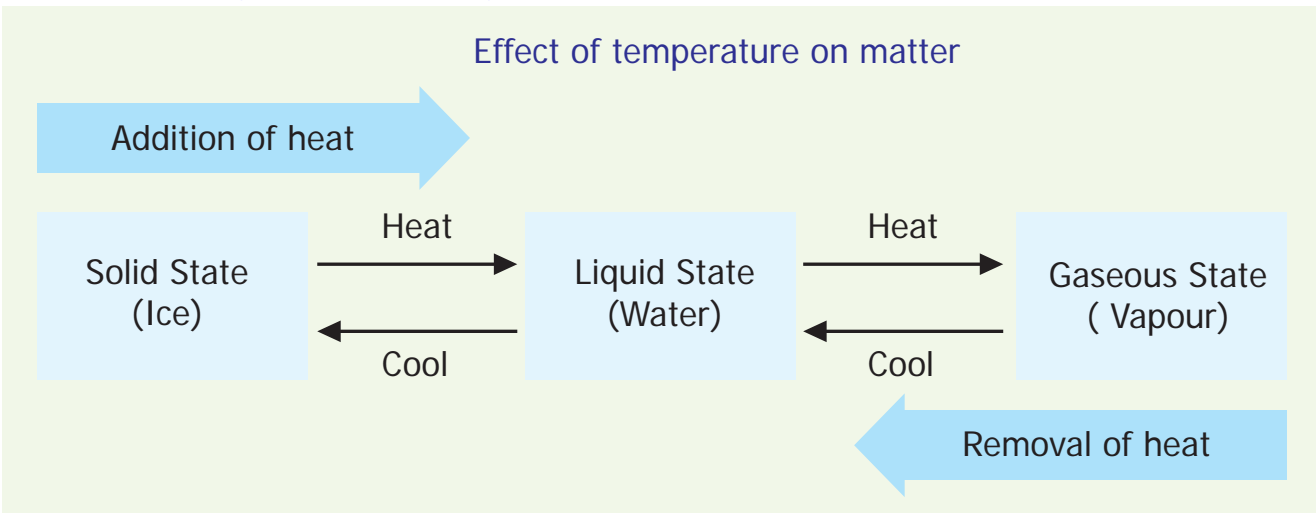 Effect of temperature on matter
Addition of heat
Heat
Heat
Solid State
(Ice)
Liquid State
(Water)
Gaseous State
( Vapour)
Cool
Cool
Removal of heat